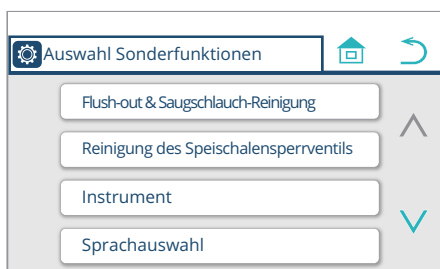 Auswahl Sonderfunktionen
Flush-out & Saugschlauch-Reinigung
Reinigung des Speischalensperrventils
Instrument
Sprachauswahl